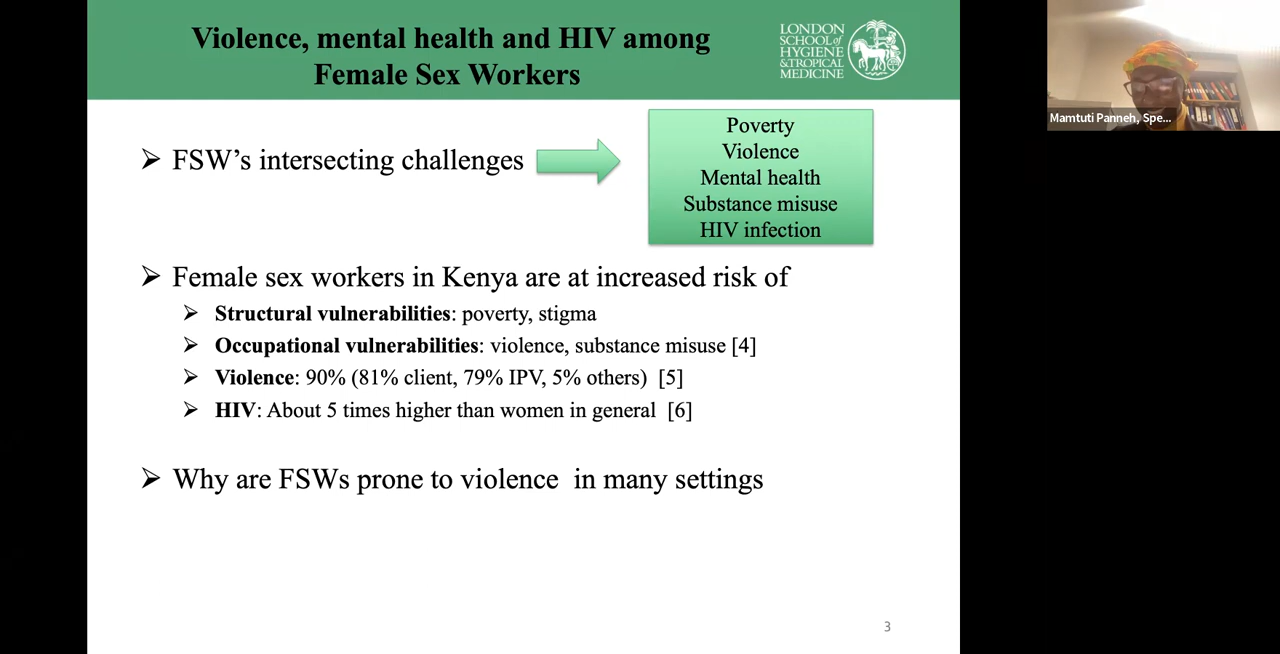 Violence, mental health and HIV among
Female Sex Workers
LONDON
SCHOOL of
HYGIENE
& TROPICAL
MEDICINE
➢ FSW’s intersecting challenges
Poverty
Violence
Mental health
Substance misuse
HIV infection
➢ Female sex workers in Kenya are at increased risk of
➢ Structural vulnerabilities: poverty, stigma
➢ Occupational vulnerabilities: violence, substance misuse [4]
➢ Violence: 90% (81% client, 79% IPV, 5% others) [5]
➢ HIV: About 5 times higher than women in general [6]
➢ Why are FSWs prone to violence in many settings
3
Mamtuti Panneh, Spe...